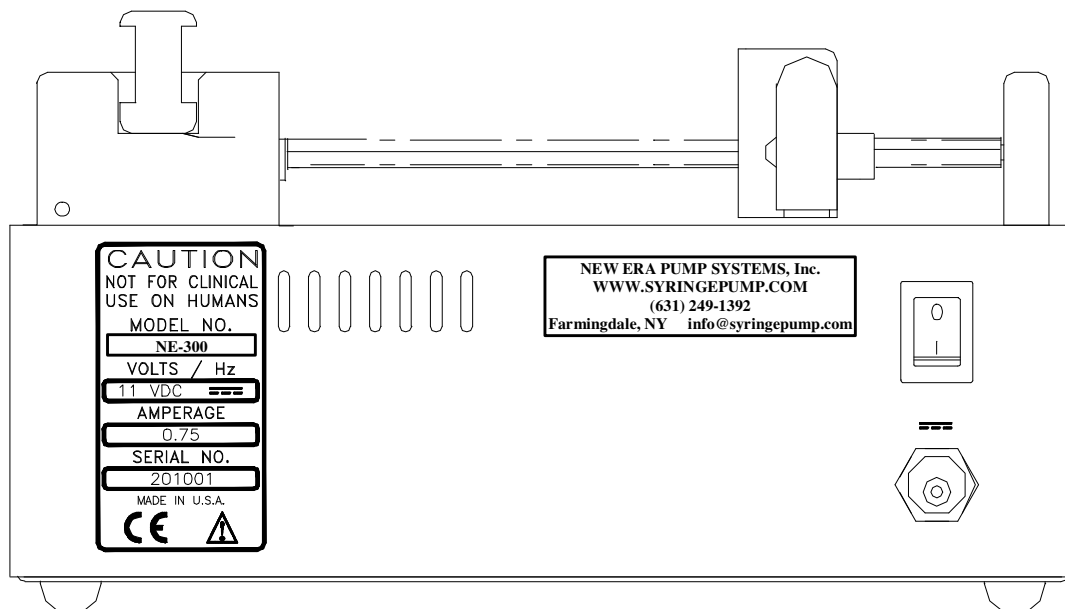 CAUTION
NOT FOR CLINICAL
USE ON HUMANS
MODEL NO.
NE-300
VOLTS / Hz
11 VDC
AMPERAGE
0.75
SERIAL NO.
201001
MADE IN U.S.A.
CE
NEW ERA PUMP SYSTEMS, Inc.
WWW.SYRINGEPUMP.COM
(631) 249-1392
Farmingdale, NY info@syringepump.com
O
I